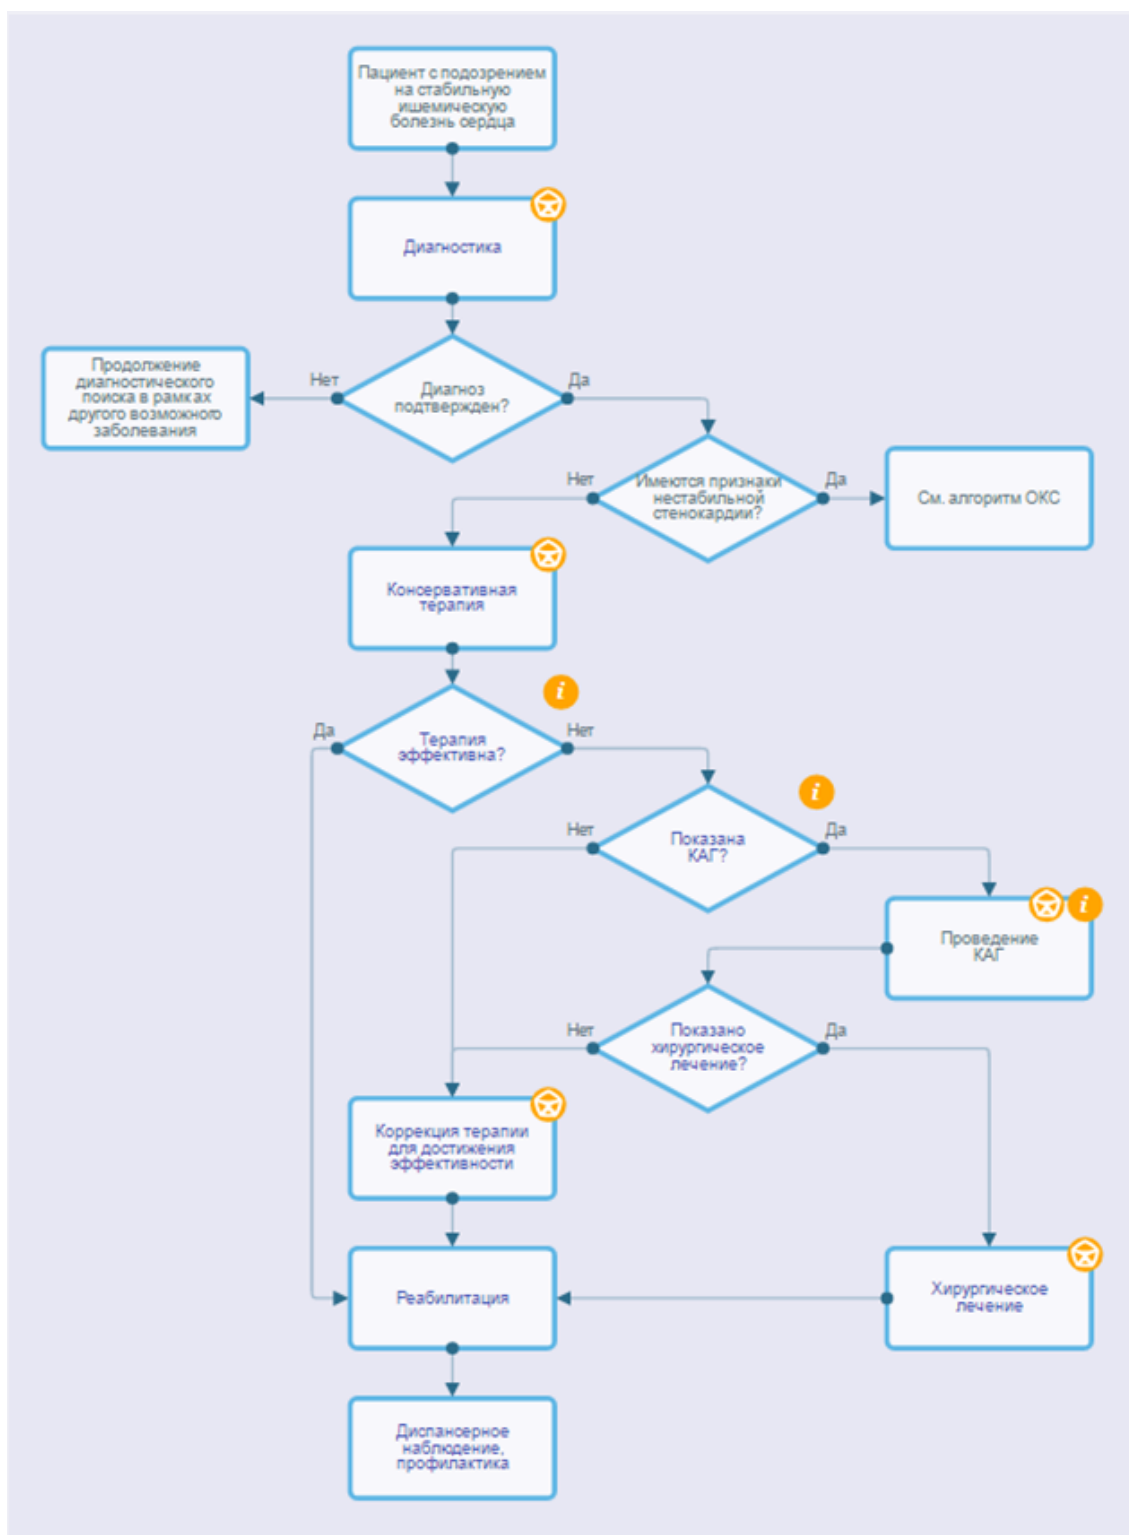 Пациент с подозрением
на стабильную
ишемическую
болезнь сердца
Диагностика
Диагноз
подтвержден?
Нет
Да
Продолжение
диагностического
поиска в рамках
другого возможного
заболевания
Имеются признаки
нестабильной
стенокардии?
Нет
Да
См. алгоритм ОКС
Консервативная
терапия
Терапия
эффективна?
Да
Нет
Показана
КАГ?
Нет
Да
Проведение
КАГ
Показано
хирургическое
лечение?
Нет
Да
Коррекция терапии
для достижения
эффективности
Реабилитация
Хирургическое
лечение
Диспансерное
наблюдение,
профилактика